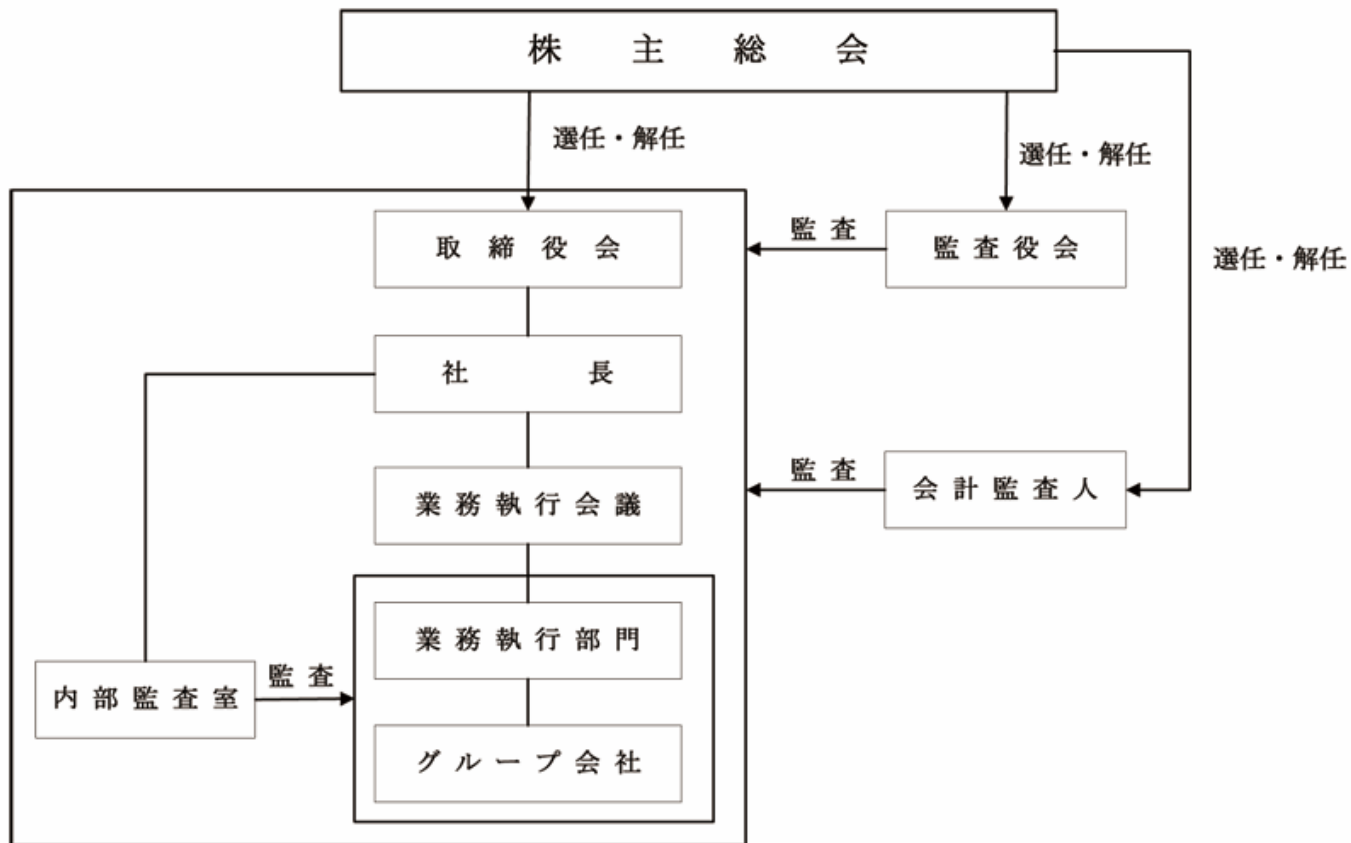 株主総会
選任・解任
選任・解任
取締役会
監査
監査役会
選任・解任
社長
業務執行会議
監査
会計監査人
業務執行部門
内部監査室
監査
グループ会社